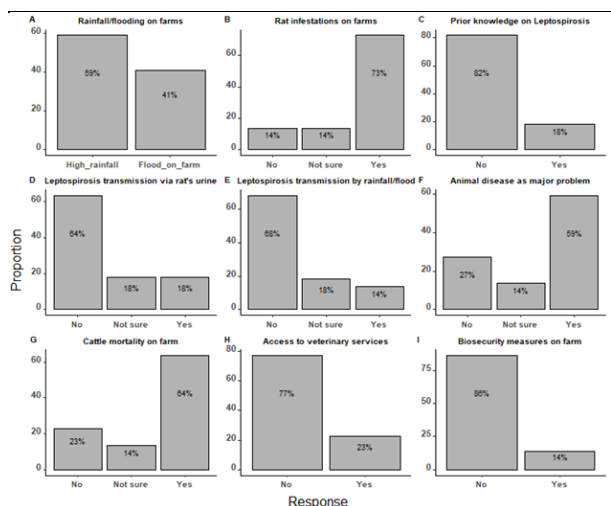 A Rainfall/flooding on farms
60
40
20
0
59%
41%
High_rainfall Flood_on_farm
B Rat infestations on farms
60
40
20
0
14% 14% 73%
No Not sure Yes
C Prior knowledge on Leptospirosis
80
60
40
20
0
82%
18%
No Yes
D Leptospirosis transmission via rat's urine
60
40
20
0
64%
18% 18%
No Not sure Yes
E Leptospirosis transmission by rainfall/flood
60
40
20
0
68%
18% 14%
No Not sure Yes
F Animal disease as major problem
60
40
20
0
27% 14% 59%
No Not sure Yes
G Cattle mortality on farm
60
40
20
0
23% 14% 64%
No Not sure Yes
H Access to veterinary services
80
60
40
20
0
77%
23%
No Yes
I Biosecurity measures on farm
75
50
25
0
86%
14%
No Yes
Proportion
Response